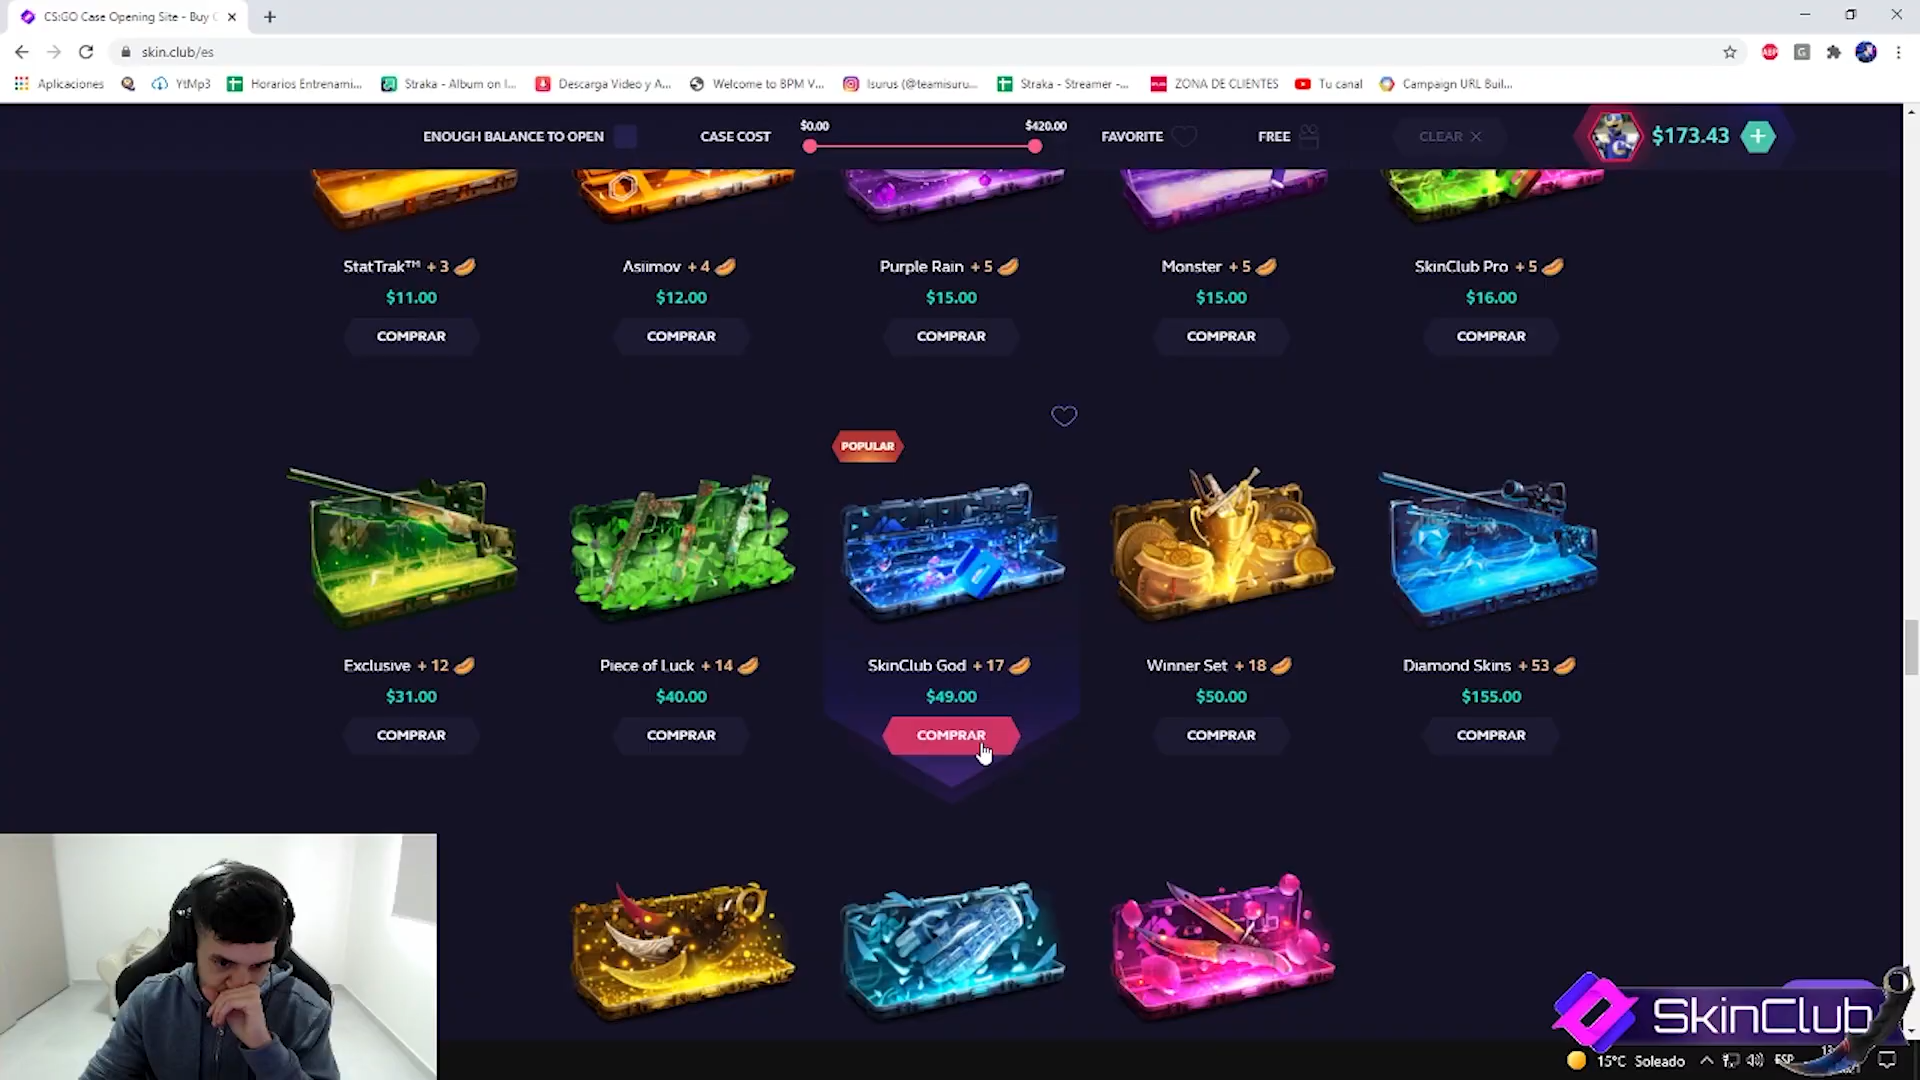 CS:GO Case Opening Site - Buy C
skin.club/es
Aplicaciones
YtMp3
Horarios Entrenami...
Straka - Album on I...
Descarga Video y A...
Welcome to BPM V...
Isurus (@teamisuru...
Straka - Streamer -...
ZONA DE CLIENTES
Tu canal
Campaign URL Buil...
ENOUGH BALANCE TO OPEN
CASE COST
$0.00
$420.00
FAVORITE
FREE
CLEAR
$173.43
StatTrak™ + 3
Asiimov + 4
Purple Rain + 5
Monster + 5
SkinClub Pro + 5
$11.00
$12.00
$15.00
$15.00
$16.00
COMPRAR
COMPRAR
COMPRAR
COMPRAR
COMPRAR
POPULAR
Exclusive + 12
Piece of Luck + 14
SkinClub God + 17
Winner Set + 18
Diamond Skins + 53
$31.00
$40.00
$49.00
$50.00
$155.00
COMPRAR
COMPRAR
COMPRAR
COMPRAR
COMPRAR
SkinClub
15°C Soleado
ESP